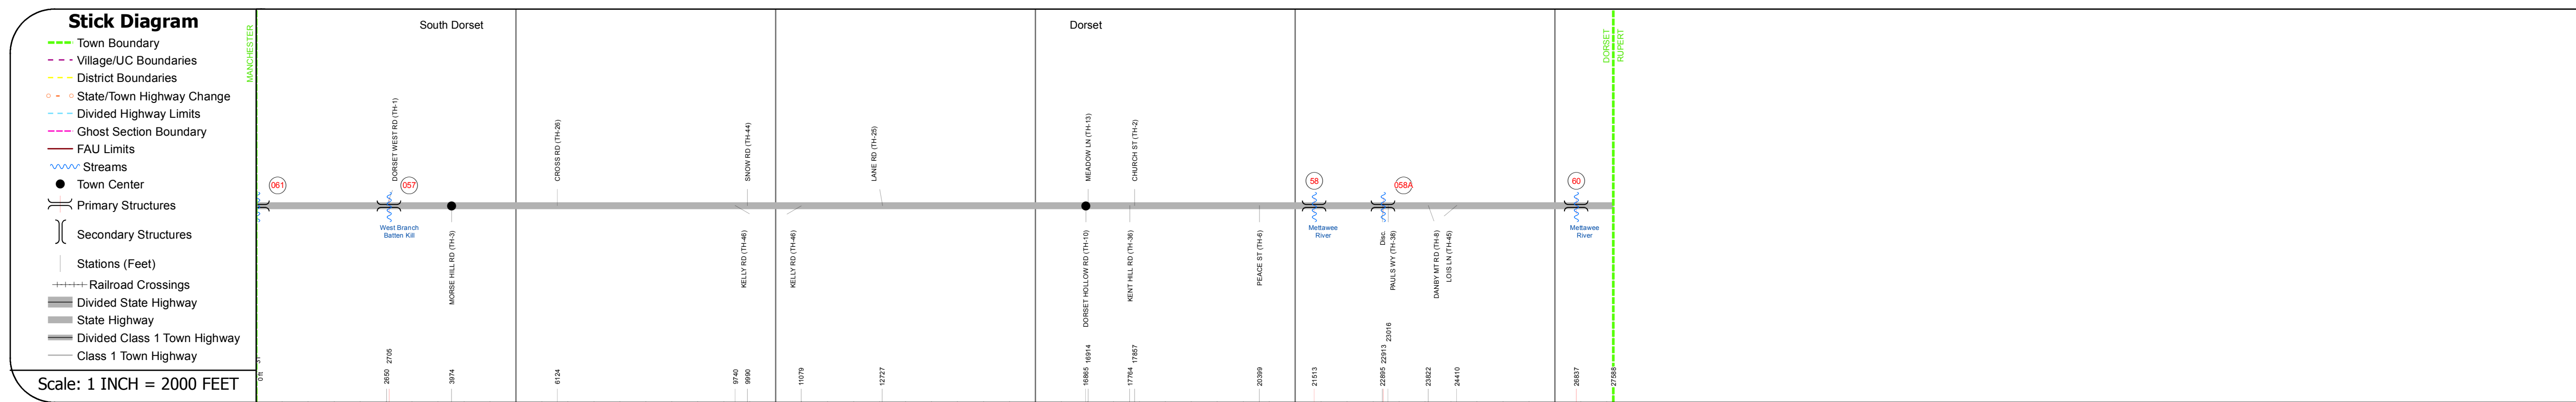 Stick Diagram
Town Boundary
Village/UC Boundaries
District Boundaries
State/Town Highway Change
Divided Highway Limits
Ghost Section Boundary
FAU Limits
Streams
Town Center
Primary Structures
Secondary Structures
Stations (Feet)
Railroad Crossings
Divided State Highway
State Highway
Divided Class 1 Town Highway
Class 1 Town Highway
Scale: 1 INCH = 2000 FEET
MANCHESTER
South Dorset
Dorset
DORSET
RUPERT
DORSET WEST RD (TH-1)
CROSS RD (TH-26)
SNOW RD (TH-44)
LANE RD (TH-25)
MEADOW LN (TH-13)
CHURCH ST (TH-2)
061
057
58
058A
60
West Branch
Batten Kill
Mettawee
River
Mettawee
River
MORSE HILL RD (TH-3)
KELLY RD (TH-46)
KELLY RD (TH-46)
DORSET HOLLOW RD (TH-10)
KENT HILL RD (TH-36)
PEACE ST (TH-6)
Disc.
PAULS WY (TH-38)
DANBY MT RD (TH-8)
LOIS LN (TH-45)
0 ft
2650
2705
3974
6124
9740
9990
11079
12727
16865
16914
17764
17857
20399
21513
22895
22913
23016
23822
24410
26837
27588